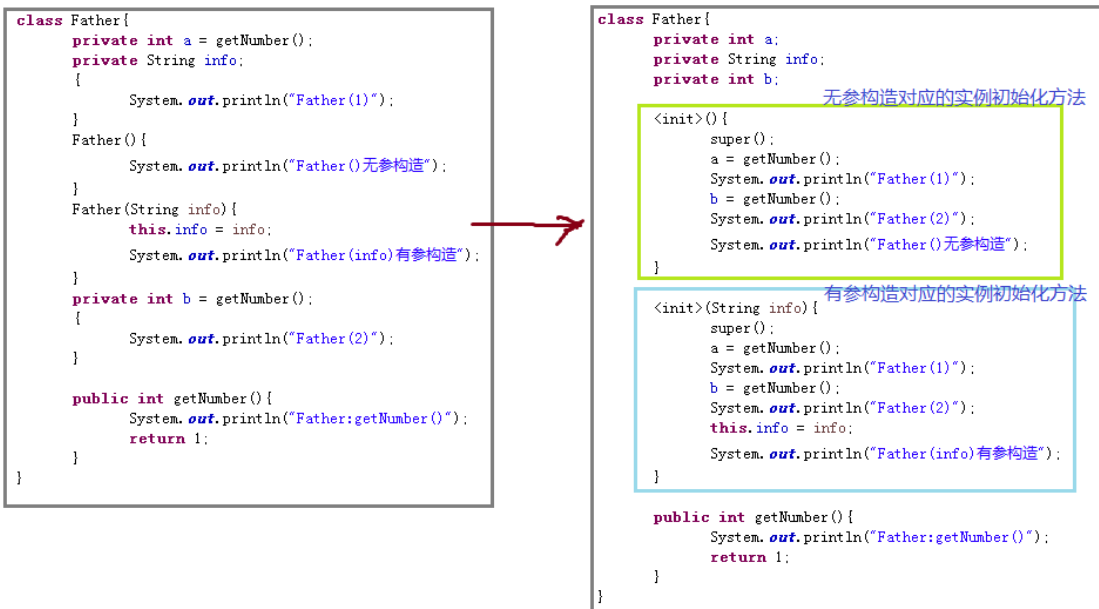 class Father{
private int a = getNumber();
private String info;
{
System.out.println("Father(1)");
}
Father(){
System.out.println("Father()无参构造");
}
Father(String info){
this.info = info;
System.out.println("Father(info)有参构造");
}
private int b = getNumber();
{
System.out.println("Father(2)");
}
public int getNumber(){
System.out.println("Father:getNumber()");
return 1;
}
}
class Father{
private int a;
private String info;
private int b;
无参构造对应的实例初始化方法
<init>(){
super();
a = getNumber();
System.out.println("Father(1)");
b = getNumber();
System.out.println("Father(2)");
System.out.println("Father()无参构造");
}
有参构造对应的实例初始化方法
<init>(String info){
super();
a = getNumber();
System.out.println("Father(1)");
b = getNumber();
System.out.println("Father(2)");
this.info = info;
System.out.println("Father(info)有参构造");
}
public int getNumber(){
System.out.println("Father:getNumber()");
return 1;
}
}